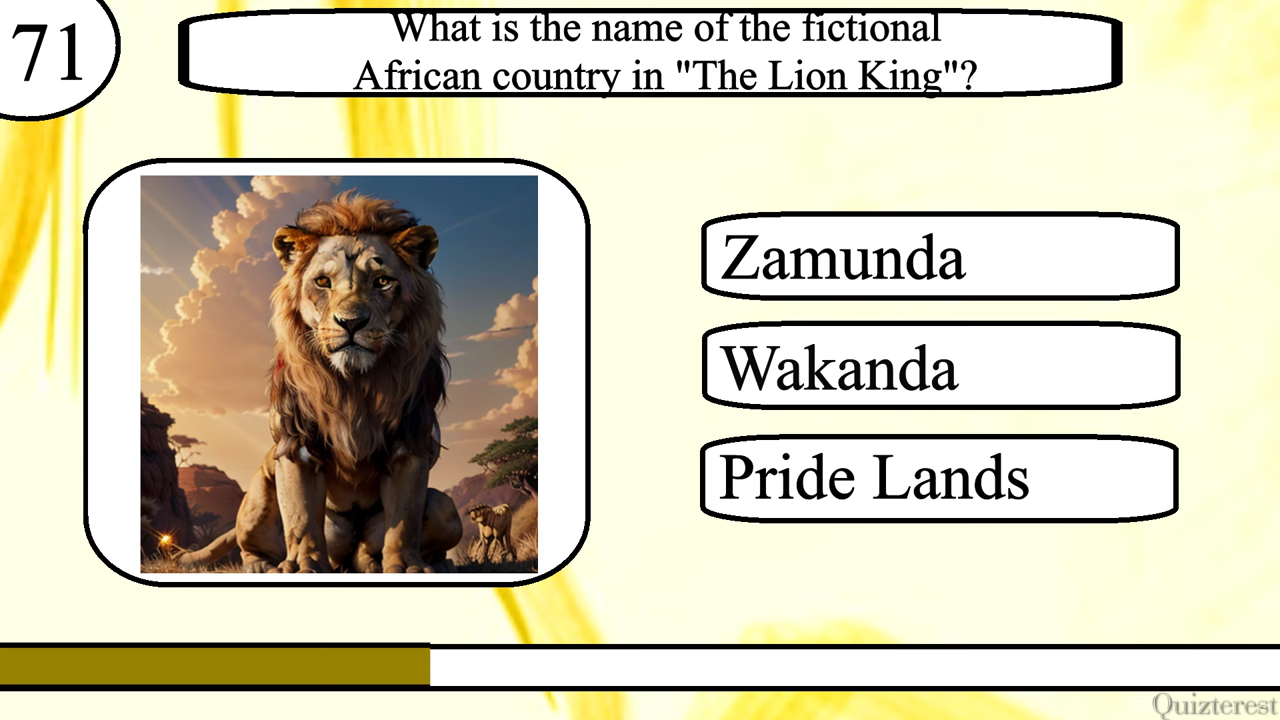 71
What is the name of the fictional
African country in "The Lion King"?
Zamunda
Wakanda
Pride Lands
Quizterest